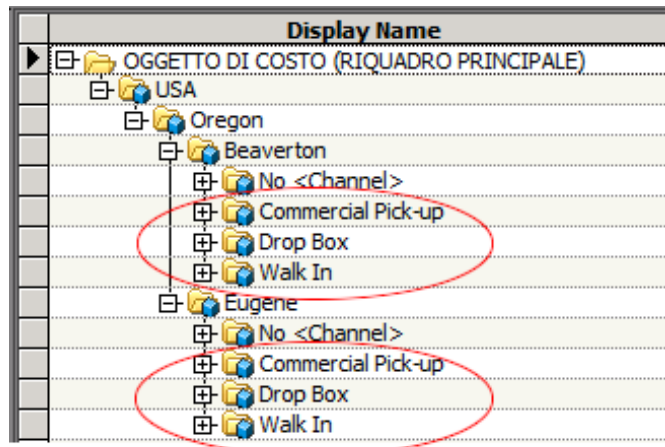 Display Name
OGGETTO DI COSTO (RIQUADRO PRINCIPALE)
USA
Oregon
Beaverton
No <Channel>
Commercial Pick-up
Drop Box
Walk In
Eugene
No <Channel>
Commercial Pick-up
Drop Box
Walk In